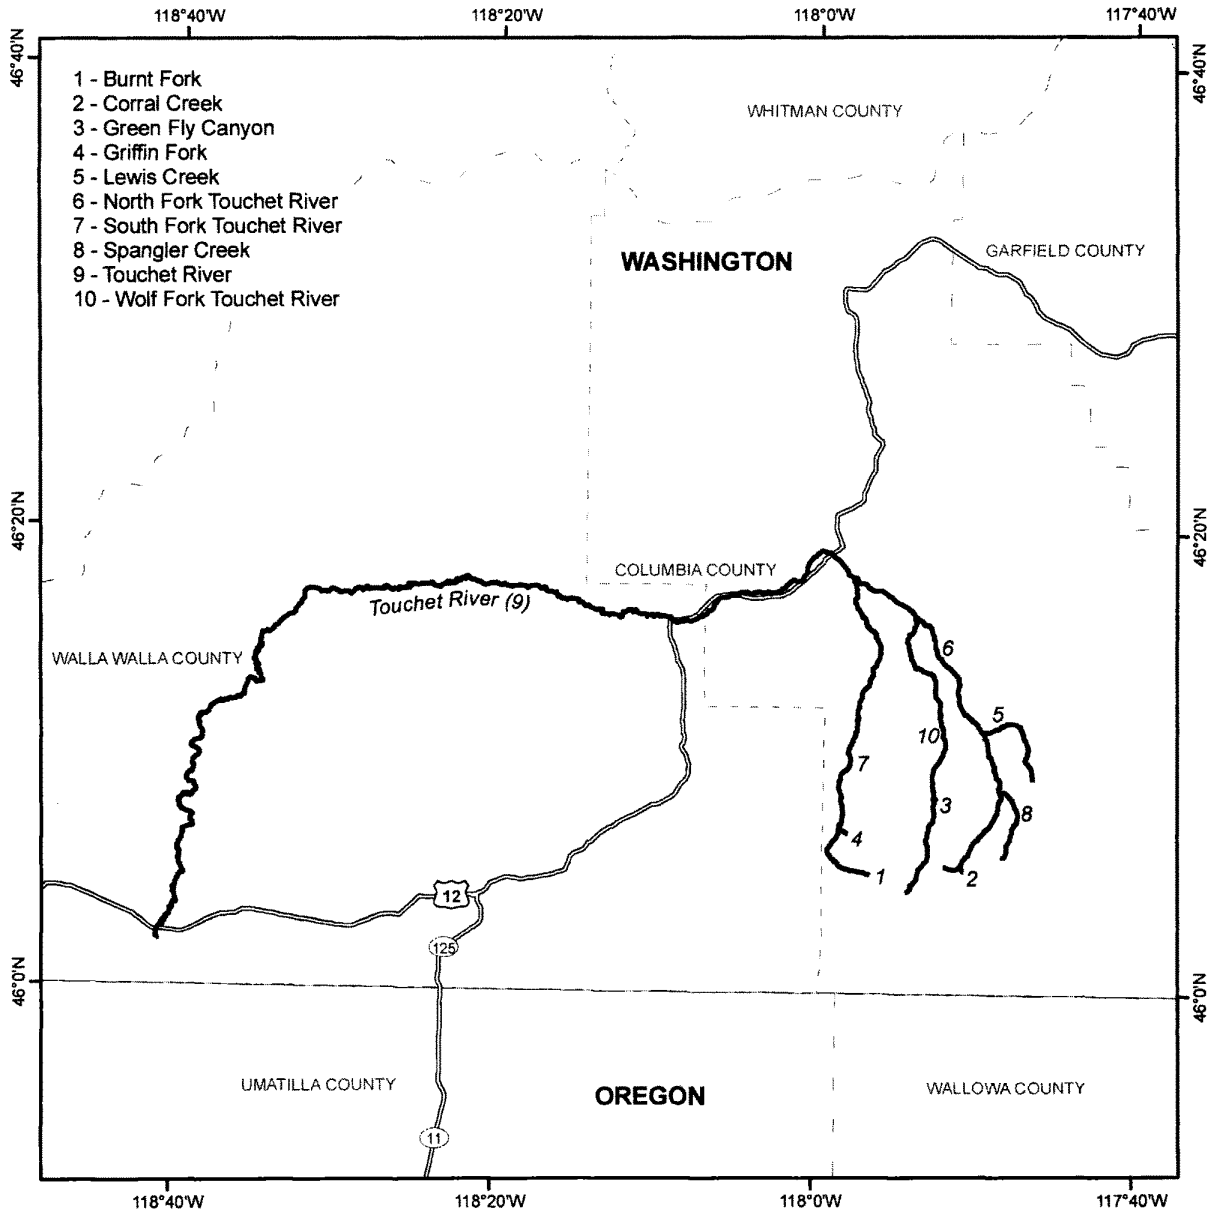 118°40'W
118°20'W
118°0'W
117°40'W
46°40'N
46°40'N
1 - Burnt Fork
2 - Corral Creek
3 - Green Fly Canyon
4 - Griffin Fork
5 - Lewis Creek
6 - North Fork Touchet River
7 - South Fork Touchet River
8 - Spangler Creek
9 - Touchet River
10 - Wolf Fork Touchet River
WHITMAN COUNTY
WASHINGTON
GARFIELD COUNTY
46°20'N
46°20'N
COLUMBIA COUNTY
Touchet River (9)
WALLA WALLA COUNTY
6
5
10
7
3
8
4
1
2
12
125
46°0'N
46°0'N
UMATILLA COUNTY
OREGON
WALLOWA COUNTY
11
118°40'W
118°20'W
118°0'W
117°40'W